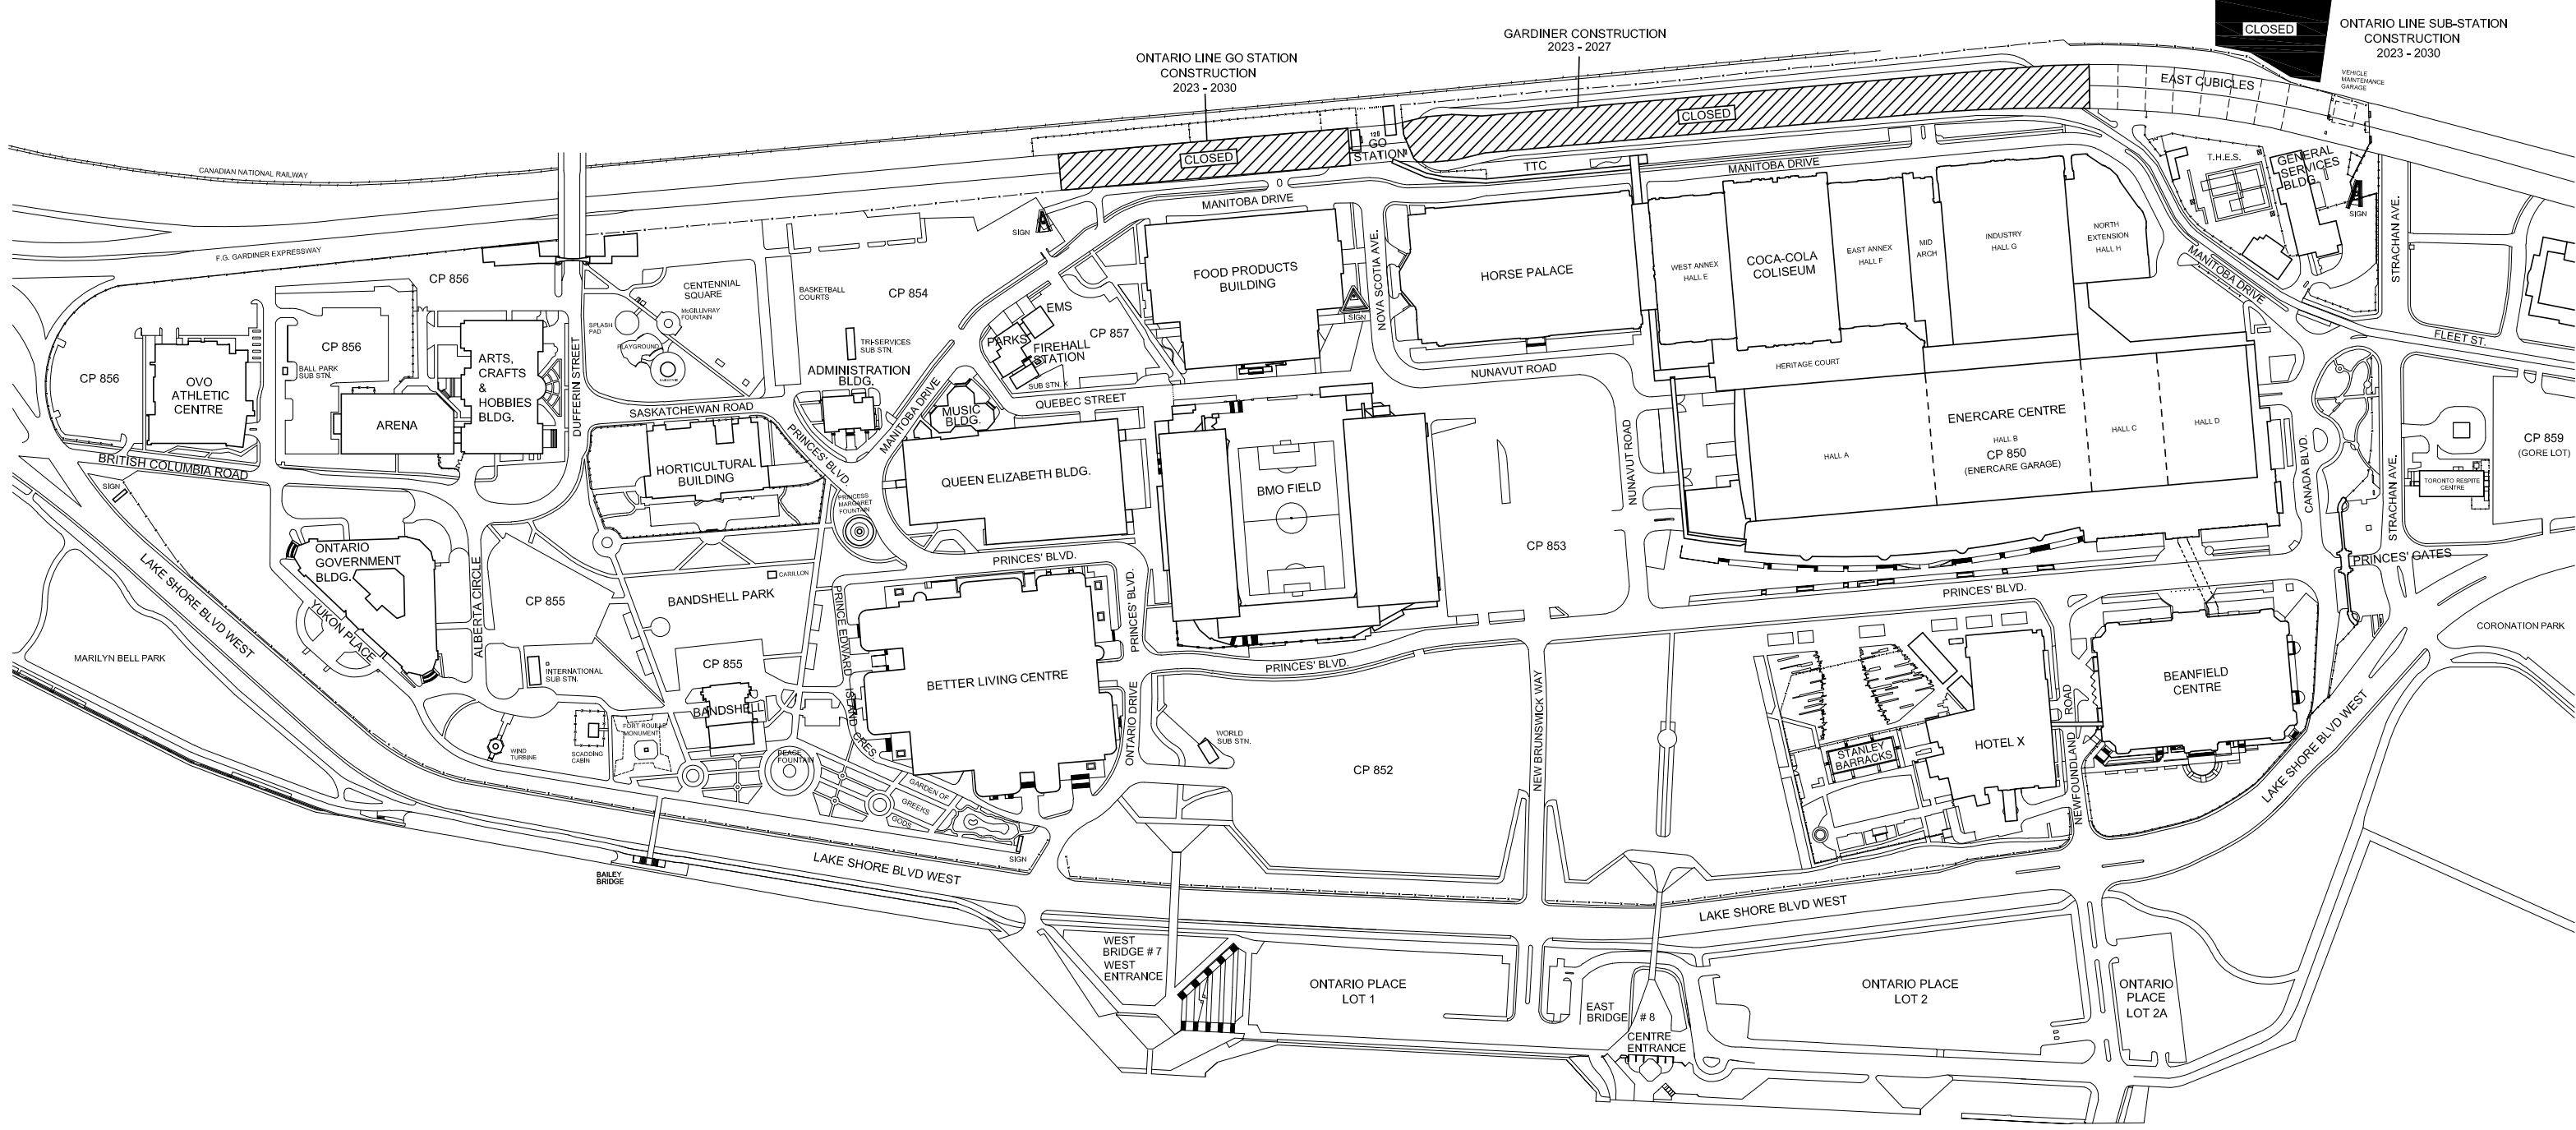 CLOSED
ONTARIO LINE SUB-STATION
CONSTRUCTION
2023 - 2030
GARDINER CONSTRUCTION
2023 - 2027
ONTARIO LINE GO STATION
CONSTRUCTION
2023 - 2030
VEHICLE
MAINTENANCE
GARAGE
EAST CUBICLES
CLOSED
CLOSED
120
GO
STATION
TTC
CANADIAN NATIONAL RAILWAY
F.G. GARDINER EXPRESSWAY
MANITOBA DRIVE
0
MANITOBA DRIVE
T.H.E.S.
GENERAL
SERVICES
BLDG.
SIGN
STRACHAN AVE.
SIGN
CP 856
CP 856
CP 856
BALL PARK
SUB STN.
OVO
ATHLETIC
CENTRE
ARENA
ARTS,
CRAFTS
&
HOBBIES
BLDG.
DUFFERIN STREET
SPLASH
PAD
PLAYGROUND
CENTENNIAL
SQUARE
McGILLIVRAY
FOUNTAIN
BASKETBALL
COURTS
CP 854
TRI-SERVICES
SUB STN.
ADMINISTRATION
BLDG.
SASKATCHEWAN ROAD
EMS
PARKS
FIREHALL
STATION
CP 857
SUB STN. K
MUSIC
BLDG.
MANITOBA DRIVE
QUEBEC STREET
FOOD PRODUCTS
BUILDING
NOVA SCOTIA AVE.
SIGN
HORSE PALACE
NUNAVUT ROAD
WEST ANNEX
HALL E
COCA-COLA
COLISEUM
EAST ANNEX
HALL F
MID
ARCH
INDUSTRY
HALL G
NORTH
EXTENSION
HALL H
MANITOBA DRIVE
FLEET ST.
HERITAGE COURT
ENERCARE CENTRE
HALL A
HALL B
CP 850
(ENERCARE GARAGE)
HALL C
HALL D
CANADA BLVD.
STRACHAN AVE.
CP 859
(GORE LOT)
TORONTO RESPITE
CENTRE
PRINCES' GATES
CORONATION PARK
BRITISH COLUMBIA ROAD
SIGN
HORTICULTURAL
BUILDING
PRINCES' BLVD.
PRINCESS
MARGARET
FOUNTAIN
QUEEN ELIZABETH BLDG.
BMO FIELD
NUNAVUT ROAD
CP 853
ONTARIO
GOVERNMENT
BLDG.
YUKON PLACE
ALBERTA CIRCLE
CP 855
BANDSHELL PARK
CARILLON
PRINCES' BLVD.
PRINCES' BLVD.
PRINCES' BLVD.
PRINCES' BLVD.
LAKE SHORE BLVD WEST
MARILYN BELL PARK
INTERNATIONAL
SUB STN.
CP 855
BANDSHELL
PRINCE EDWARD ISLAND CRES
BETTER LIVING CENTRE
ONTARIO DRIVE
WORLD
SUB STN.
CP 852
NEW BRUNSWICK WAY
STANLEY
BARRACKS
HOTEL X
NEWFOUNDLAND ROAD
BEANFIELD
CENTRE
LAKE SHORE BLVD WEST
WIND
TURBINE
SCADDING
CABIN
FORT ROUILLE
MONUMENT
PEACE
FOUNTAIN
GARDEN OF
GREEKS
GODS
SIGN
BAILEY
BRIDGE
LAKE SHORE BLVD WEST
LAKE SHORE BLVD WEST
WEST
BRIDGE # 7
WEST
ENTRANCE
ONTARIO PLACE
LOT 1
EAST
BRIDGE # 8
CENTRE
ENTRANCE
ONTARIO PLACE
LOT 2
ONTARIO
PLACE
LOT 2A